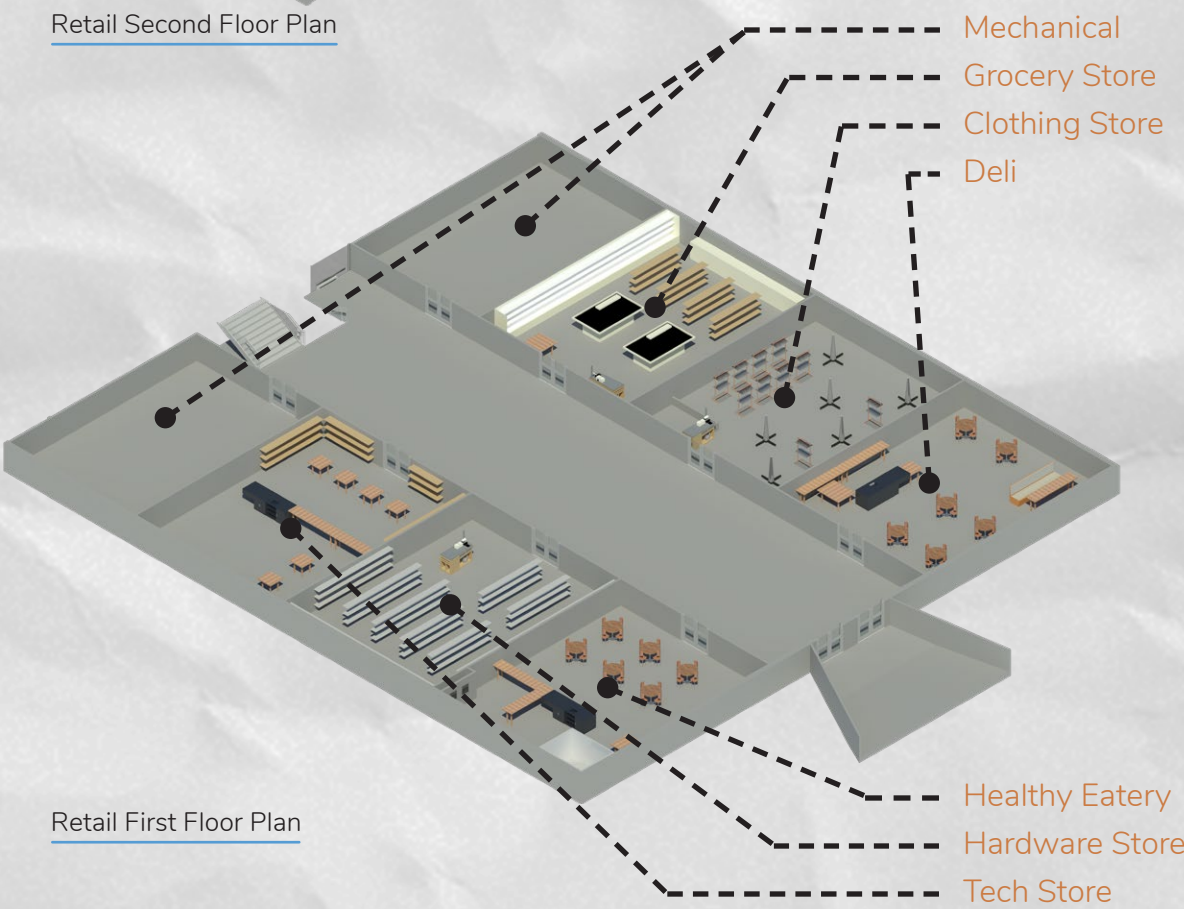 Retail Second Floor Plan
Mechanical
Grocery Store
Clothing Store
Deli
Healthy Eatery
Retail First Floor Plan
Hardware Store
Tech Store